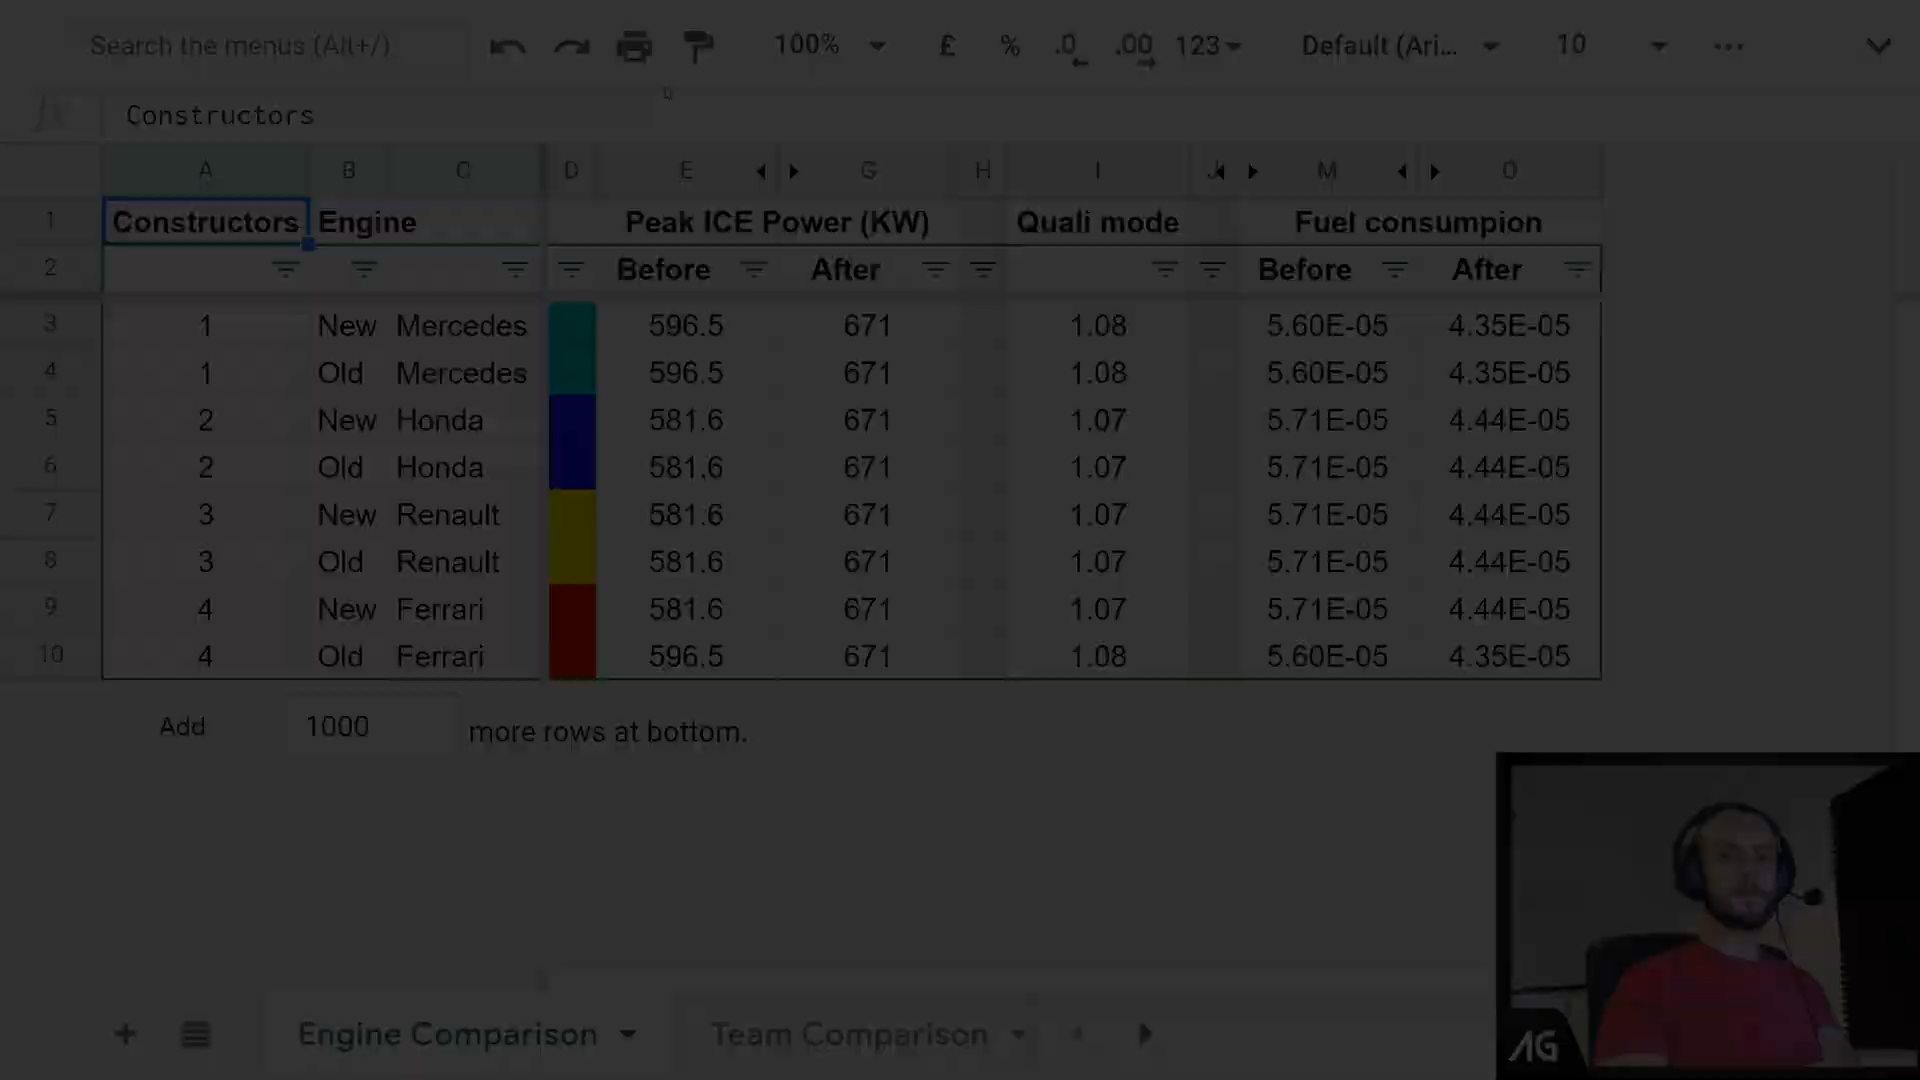 Search the menus (Alt+/)
100%
£
%
.0
.00
123
Default (Ari...
10
...
fx
Constructors
A B C D E G H I J M O
1 Constructors Engine Peak ICE Power (KW) Quali mode Fuel consumpion
2 Before After Before After
3 1 New Mercedes 596.5 671 1.08 5.60E-05 4.35E-05
4 1 Old Mercedes 596.5 671 1.08 5.60E-05 4.35E-05
5 2 New Honda 581.6 671 1.07 5.71E-05 4.44E-05
6 2 Old Honda 581.6 671 1.07 5.71E-05 4.44E-05
7 3 New Renault 581.6 671 1.07 5.71E-05 4.44E-05
8 3 Old Renault 581.6 671 1.07 5.71E-05 4.44E-05
9 4 New Ferrari 581.6 671 1.07 5.71E-05 4.44E-05
10 4 Old Ferrari 596.5 671 1.08 5.60E-05 4.35E-05
Add 1000 more rows at bottom.
Engine Comparison
Team Comparison
AG